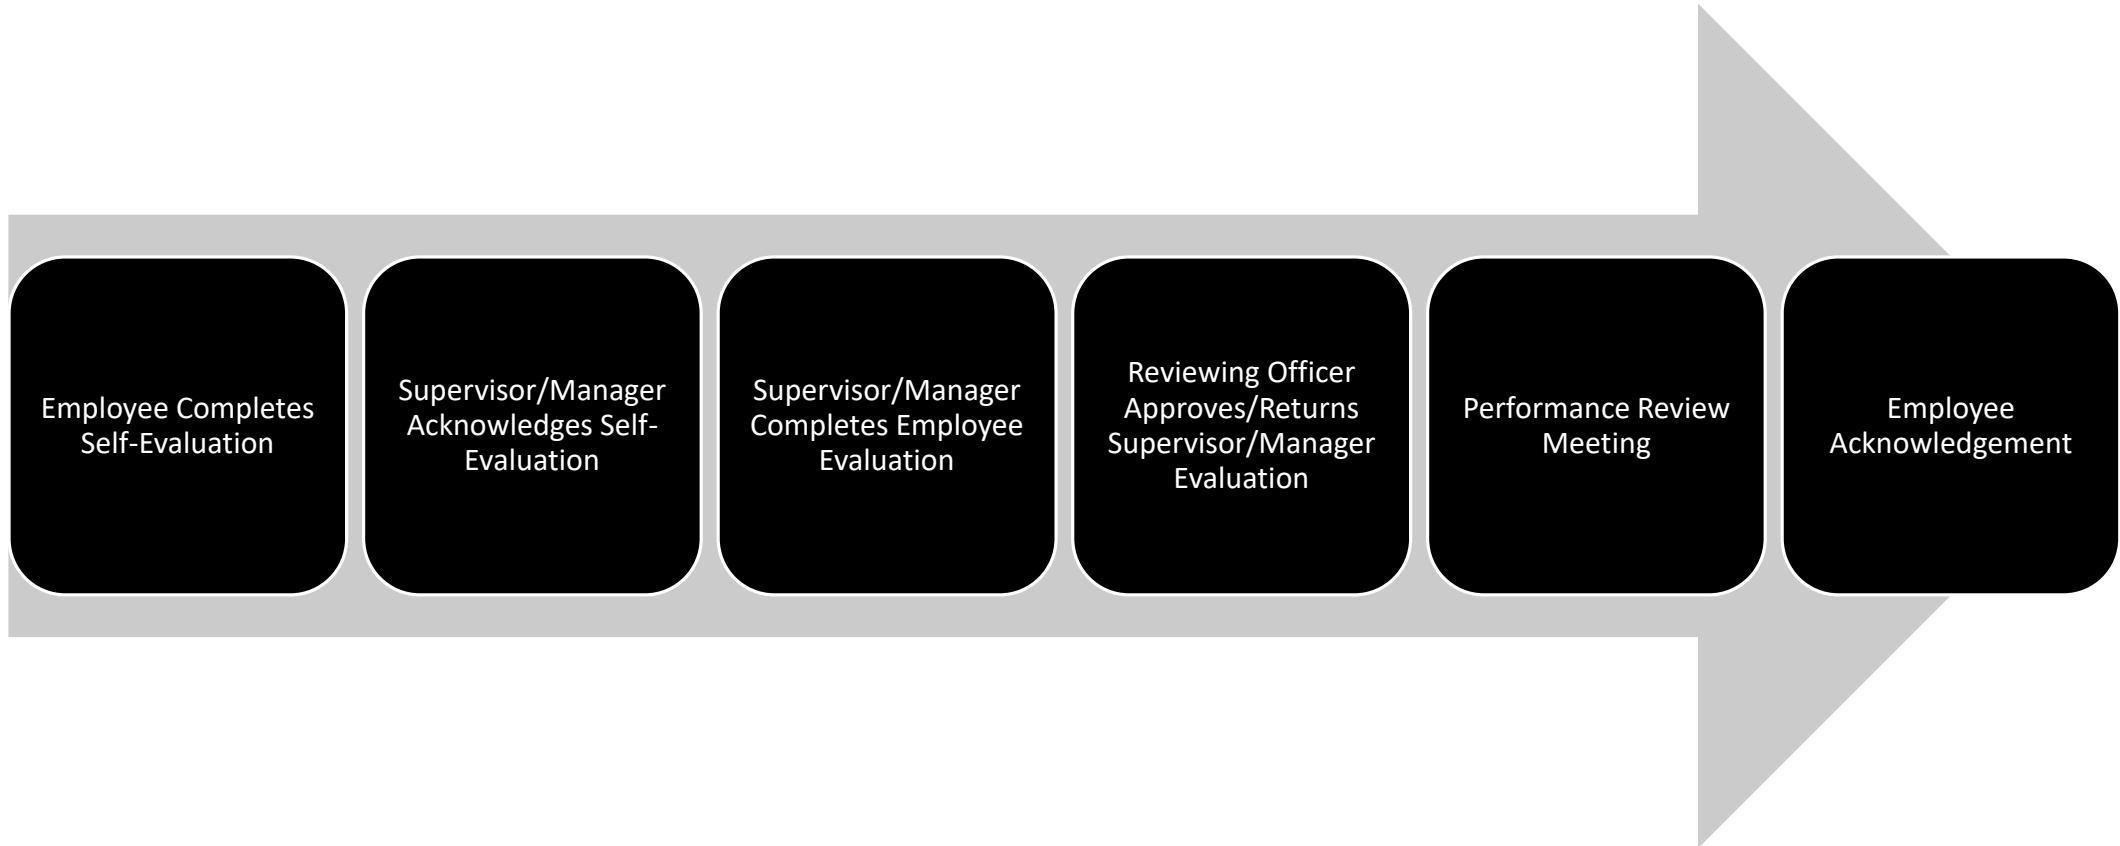 Employee Completes
Self-Evaluation
Supervisor/Manager
Acknowledges Self-
Evaluation
Supervisor/Manager
Completes Employee
Evaluation
Reviewing Officer
Approves/Returns
Supervisor/Manager
Evaluation
Performance Review
Meeting
Employee
Acknowledgement